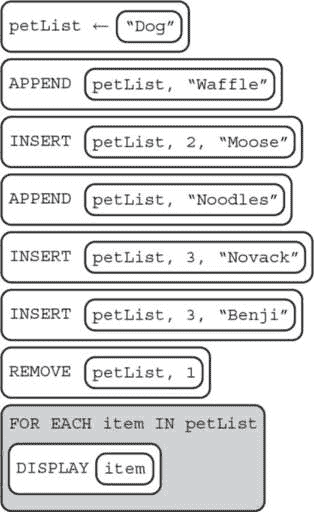 petList ← “Dog”
APPEND petList, “Waffle”
INSERT petList, 2, “Moose”
APPEND petList, “Noodles”
INSERT petList, 3, “Novack”
INSERT petList, 3, “Benji”
REMOVE petList, 1
FOR EACH item IN petList
DISPLAY item